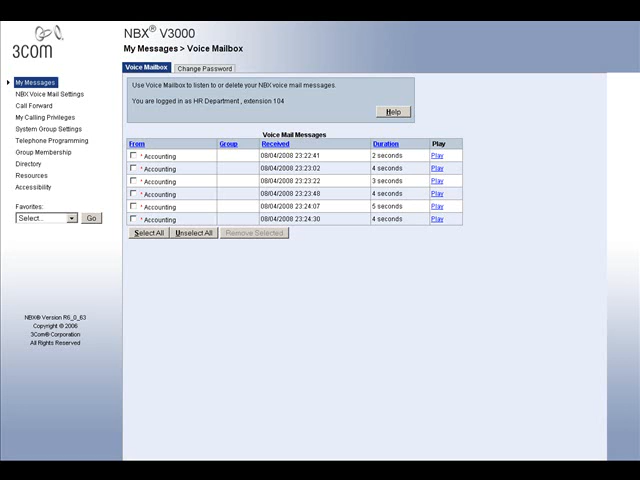 3com
NBX® V3000
My Messages > Voice Mailbox
Voice Mailbox Change Password
Use Voice Mailbox to listen to or delete your NBX voice mail messages.
You are logged in as HR Department , extension 104
Help
My Messages
NBX Voice Mail Settings
Call Forward
My Calling Privileges
System Group Settings
Telephone Programming
Group Membership
Directory
Resources
Accessibility
Favorites:
Select... Go
Voice Mail Messages
From Group Received Duration Play
* Accounting 08/04/2008 23:22:41 2 seconds Play
* Accounting 08/04/2008 23:23:02 4 seconds Play
* Accounting 08/04/2008 23:23:22 3 seconds Play
* Accounting 08/04/2008 23:23:48 4 seconds Play
* Accounting 08/04/2008 23:24:07 5 seconds Play
* Accounting 08/04/2008 23:24:30 4 seconds Play
Select All Unselect All Remove Selected
NBX® Version R6_0_63
Copyright © 2006
3Com® Corporation
All Rights Reserved